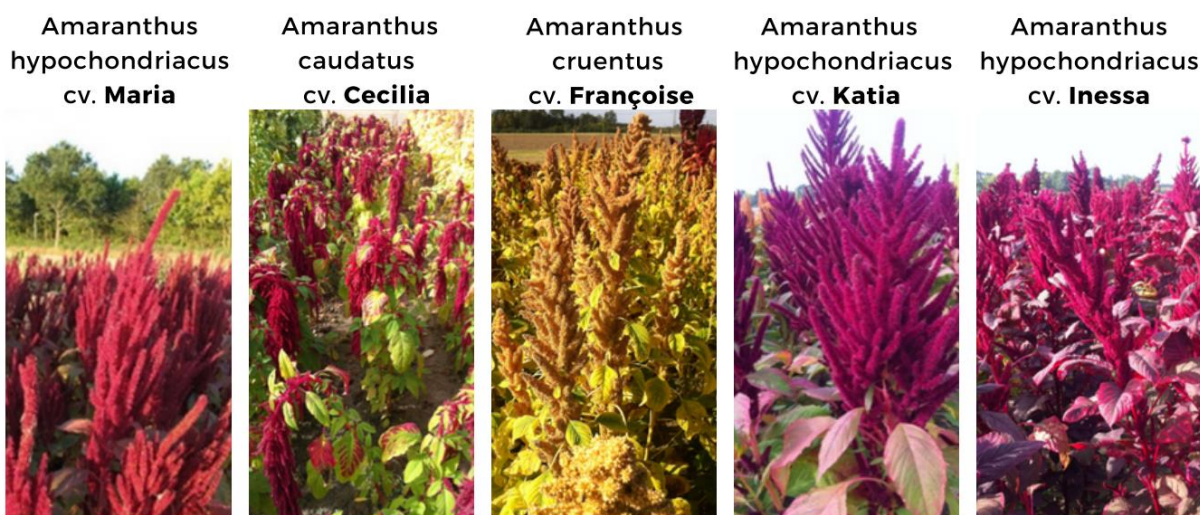 Amaranthus
hypochondriacus
cv. Maria
Amaranthus
caudatus
cv. Cecilia
Amaranthus
cruentus
cv. Françoise
Amaranthus
hypochondriacus
cv. Katia
Amaranthus
hypochondriacus
cv. Inessa